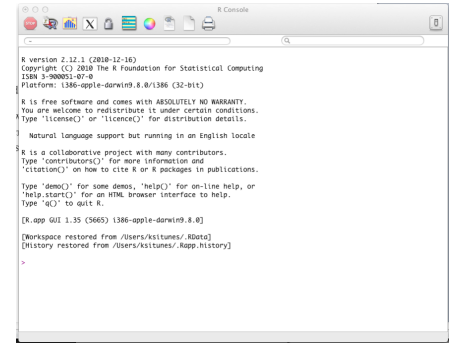 R Console
R version 2.12.1 (2010-12-16)
Copyright (C) 2010 The R Foundation for Statistical Computing
ISBN 3-900051-07-0
Platform: i386-apple-darwin9.8.0/i386 (32-bit)
R is free software and comes with ABSOLUTELY NO WARRANTY.
You are welcome to redistribute it under certain conditions.
Type 'license()' or 'licence()' for distribution details.
Natural language support but running in an English locale
R is a collaborative project with many contributors.
Type 'contributors()' for more information and
'citation()' on how to cite R or R packages in publications.
Type 'demo()' for some demos, 'help()' for on-line help, or
'help.start()' for an HTML browser interface to help.
Type 'q()' to quit R.
[R.app GUI 1.35 (5665) i386-apple-darwin9.8.0]
[Workspace restored from /Users/ksitunes/.RData]
[History restored from /Users/ksitunes/.Rapp.history]
>